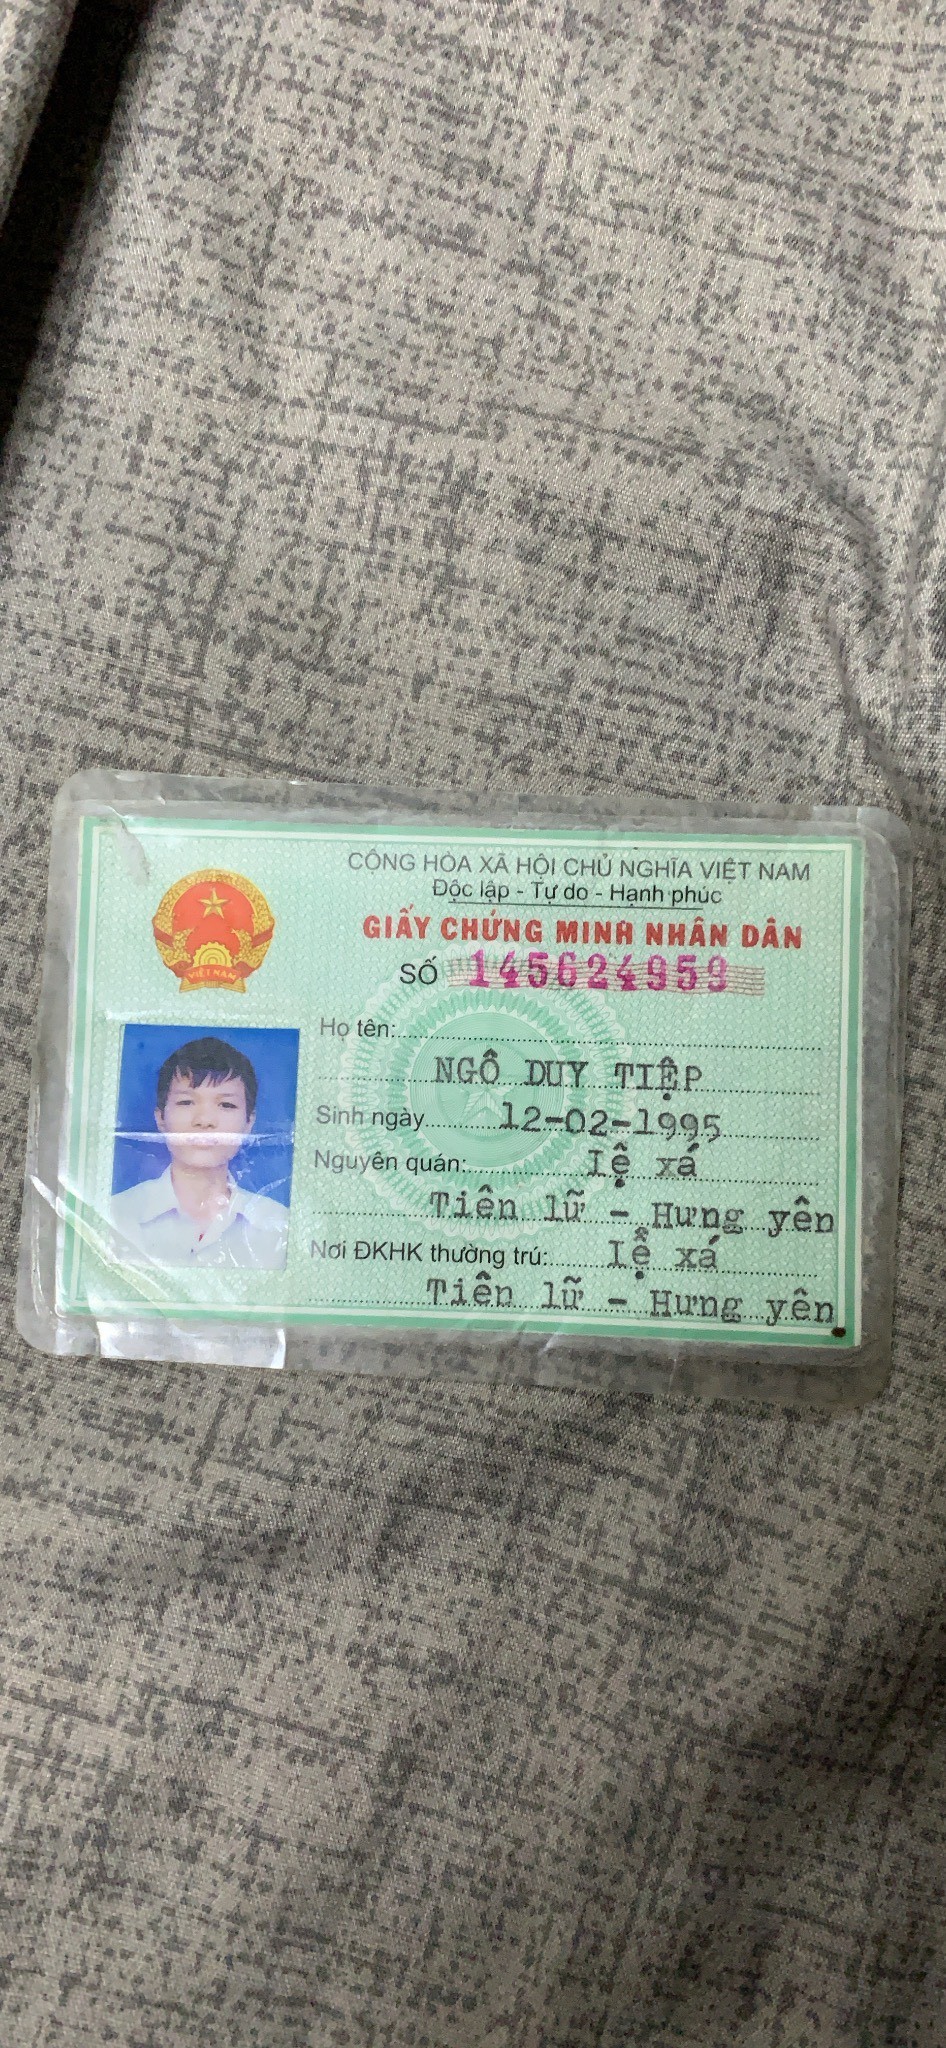 CỘNG HÒA XÃ HỘI CHỦ NGHĨA VIỆT NAM
Độc lập - Tự do - Hạnh phúc
GIẤY CHỨNG MINH NHÂN DÂN
SỐ 145624959
VIỆT NAM
Họ tên:
NGÔ DUY TIỆP
Sinh ngày 12-02-1995
Nguyên quán: Lệ xá
Tiên lữ - Hưng yên
Nơi ĐKHK thường trú: Lệ xá
Tiên lữ - Hưng yên